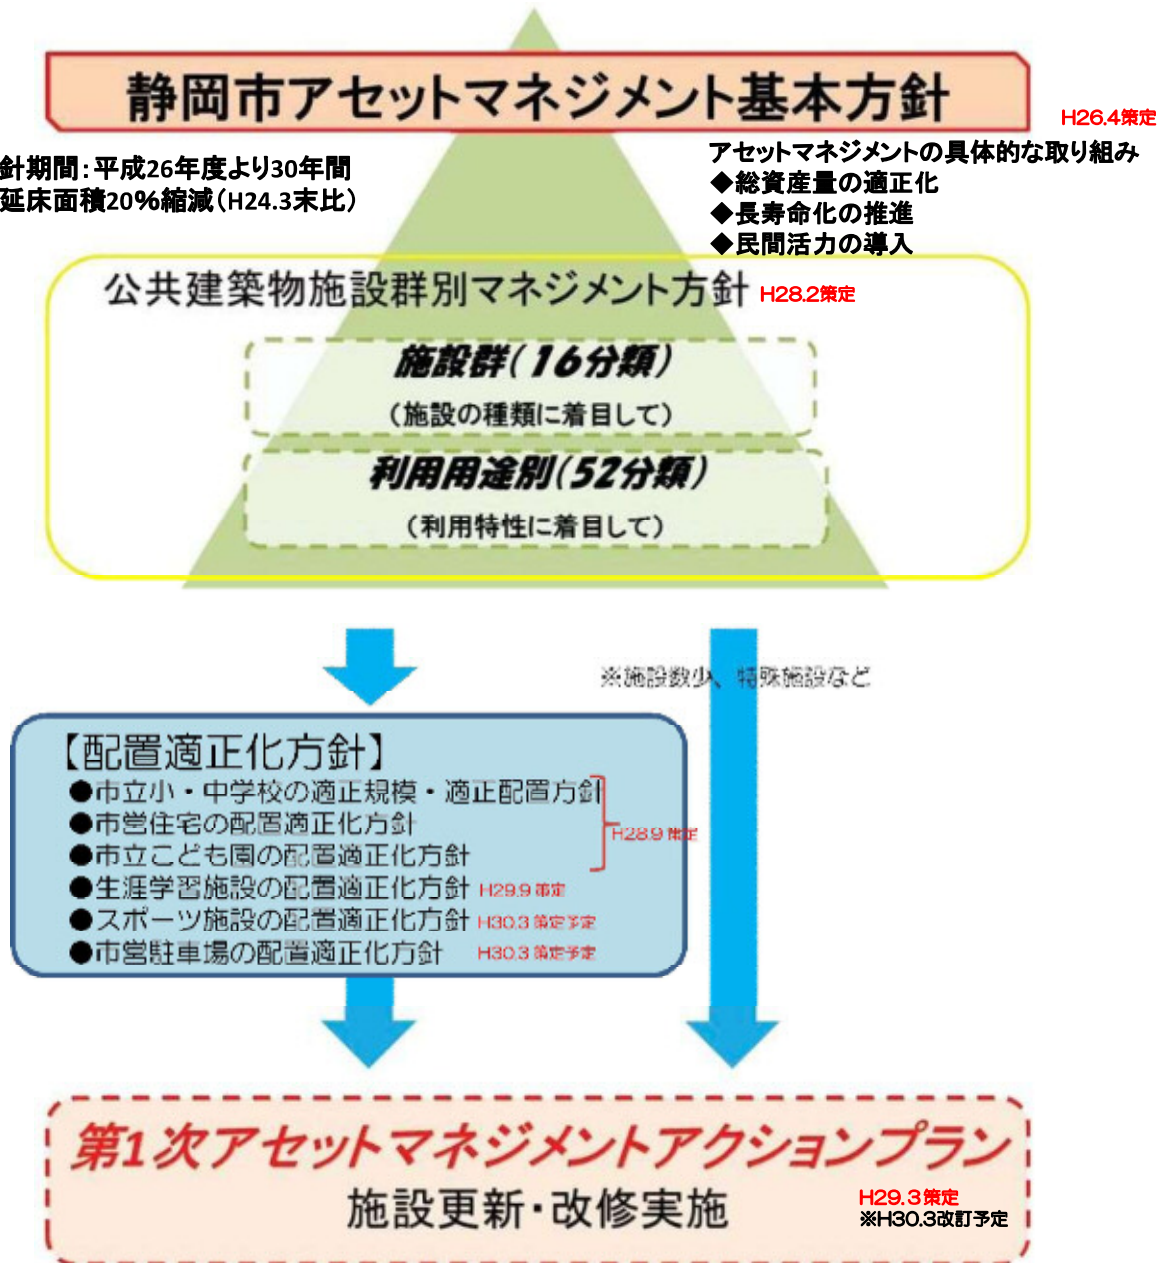 静岡市アセットマネジメント基本方針
H26.4策定
針期間：平成26年度より30年間
延床面積20％縮減（H24.3末比）
アセットマネジメントの具体的な取り組み
◆総資産量の適正化
◆長寿命化の推進
◆民間活力の導入
公共建築物施設群別マネジメント方針 H28.2策定
施設群（16分類）
（施設の種類に着目して）
利用用途別（52分類）
（利用特性に着目して）
※施設数少、特殊施設など
【配置適正化方針】
●市立小・中学校の適正規模・適正配置方針
●市営住宅の配置適正化方針
H28.9 策定
●市立こども園の配置適正化方針
●生涯学習施設の配置適正化方針 H29.9 策定
●スポーツ施設の配置適正化方針 H30.3 策定予定
●市営駐車場の配置適正化方針 H30.3 策定予定
第1次アセットマネジメントアクションプラン
施設更新・改修実施
H29.3策定
※H30.3改訂予定